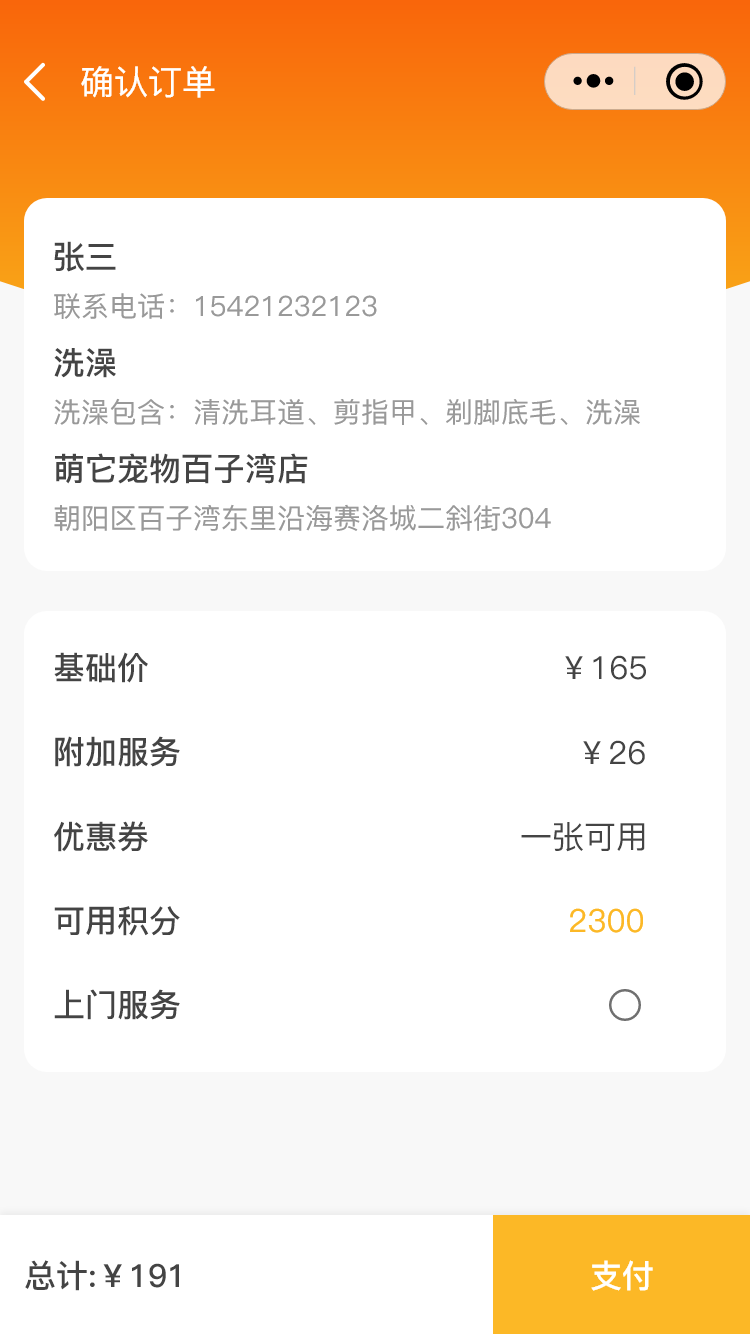 确认订单
张三
联系电话：15421232123
洗澡
洗澡包含：清洗耳道、剪指甲、剃脚底毛、洗澡
萌它宠物百子湾店
朝阳区百子湾东里沿海赛洛城二斜街304
基础价 ¥165
附加服务 ¥26
优惠券 一张可用
可用积分 2300
上门服务
总计:¥191 支付